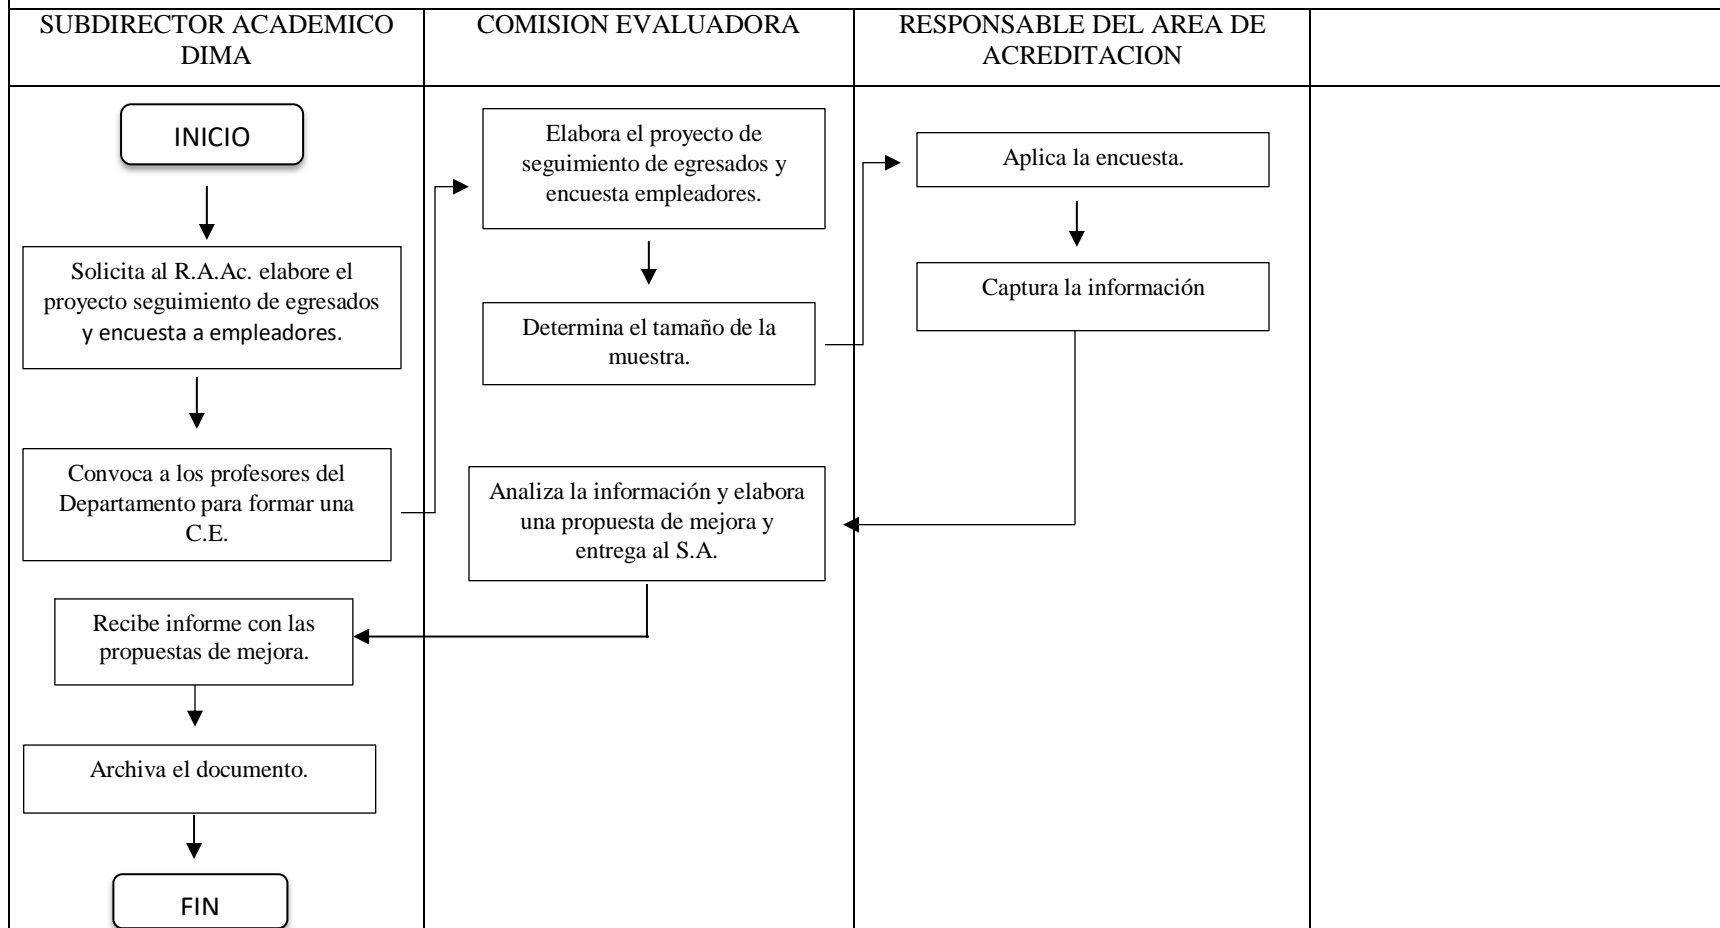 SUBDIRECTOR ACADEMICO
DIMA
COMISION EVALUADORA
RESPONSABLE DEL AREA DE
ACREDITACION
INICIO
Solicita al R.A.Ac. elabore el
proyecto seguimiento de egresados
y encuesta a empleadores.
Convoca a los profesores del
Departamento para formar una
C.E.
Elabora el proyecto de
seguimiento de egresados y
encuesta empleadores.
Determina el tamaño de la
muestra.
Aplica la encuesta.
Captura la información
Analiza la información y elabora
una propuesta de mejora y
entrega al S.A.
Recibe informe con las
propuestas de mejora.
Archiva el documento.
FIN